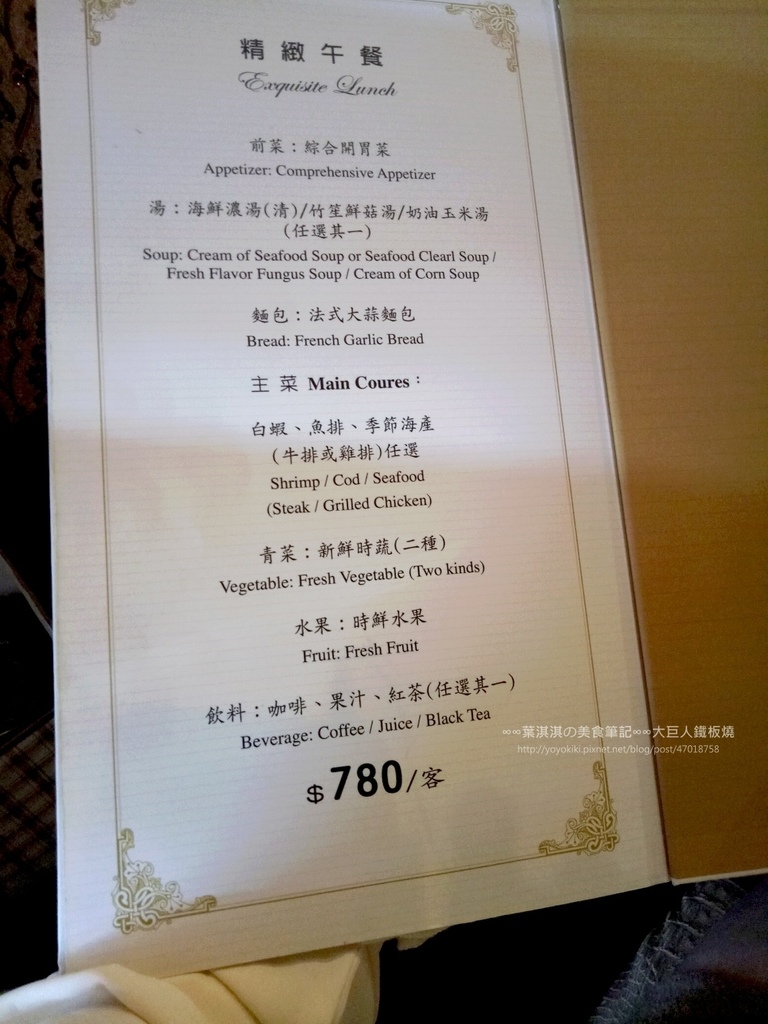 精緻午餐
Exquisite Lunch
前菜：綜合開胃菜
Appetizer: Comprehensive Appetizer
湯：海鮮濃湯(清)/竹笙鮮菇湯/奶油玉米湯
(任選其一)
Soup: Cream of Seafood Soup or Seafood Clearl Soup /
Fresh Flavor Fungus Soup / Cream of Corn Soup
麵包：法式大蒜麵包
Bread: French Garlic Bread
主菜 Main Coures：
白蝦、魚排、季節海產
(牛排或雞排)任選
Shrimp / Cod / Seafood
(Steak / Grilled Chicken)
青菜：新鮮時蔬(二種)
Vegetable: Fresh Vegetable (Two kinds)
水果：時鮮水果
Fruit: Fresh Fruit
飲料：咖啡、果汁、紅茶(任選其一)
Beverage: Coffee / Juice / Black Tea
$780/客
∞∞葉淇淇の美食筆記∞∞大巨人鐵板燒
http://yoyokiki.pixnet.net/blog/post/47018758